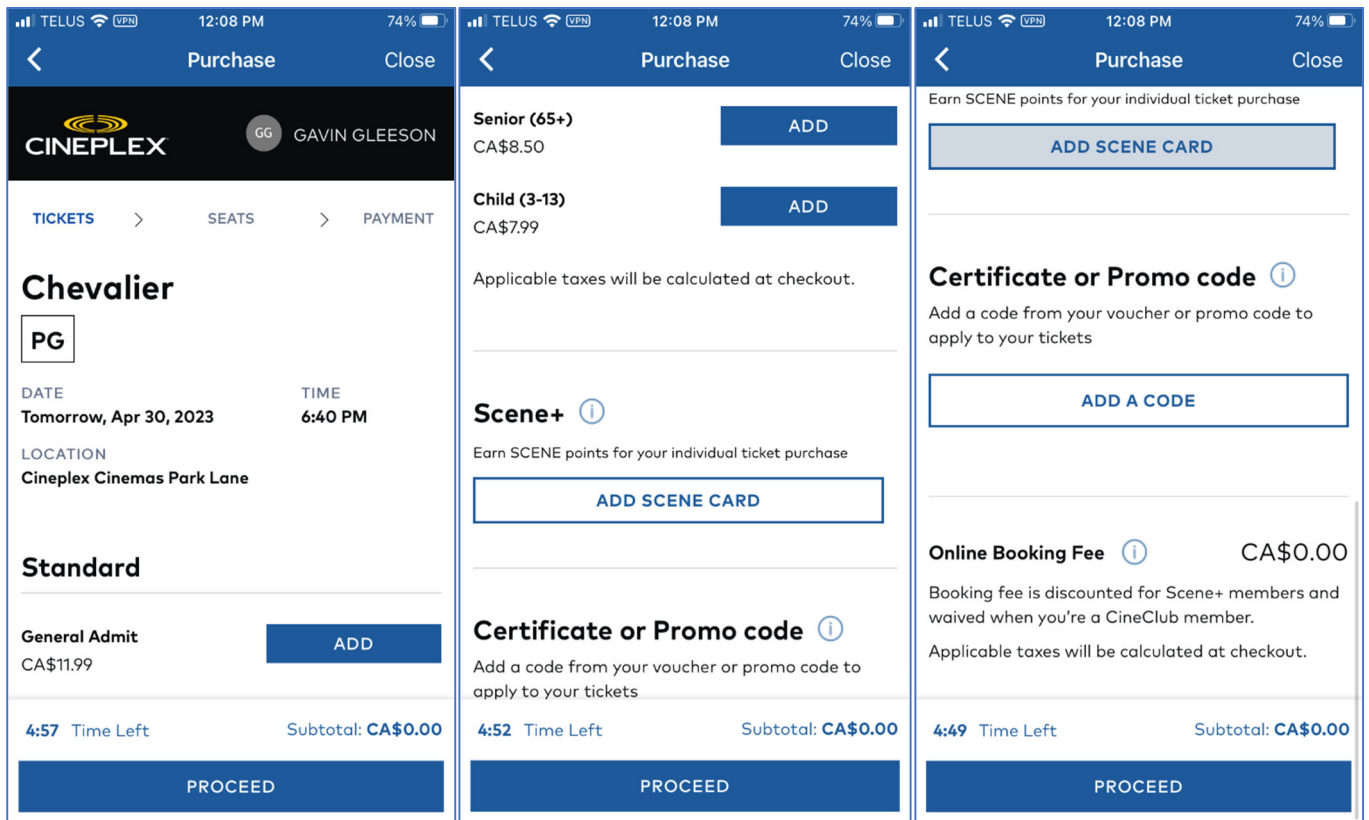 TELUS VPN 12:08 PM 74%
Purchase Close
CINEPLEX GG GAVIN GLEESON
TICKETS > SEATS > PAYMENT
Chevalier
PG
DATE TIME
Tomorrow, Apr 30, 2023 6:40 PM
LOCATION
Cineplex Cinemas Park Lane
Standard
General Admit ADD
CA$11.99
4:57 Time Left Subtotal: CA$0.00
PROCEED
TELUS VPN 12:08 PM 74%
Purchase Close
Senior (65+) ADD
CA$8.50
Child (3-13) ADD
CA$7.99
Applicable taxes will be calculated at checkout.
Scene+ i
Earn SCENE points for your individual ticket purchase
ADD SCENE CARD
Certificate or Promo code i
Add a code from your voucher or promo code to
apply to your tickets
4:52 Time Left Subtotal: CA$0.00
PROCEED
TELUS VPN 12:08 PM 74%
Purchase Close
Earn SCENE points for your individual ticket purchase
ADD SCENE CARD
Certificate or Promo code i
Add a code from your voucher or promo code to
apply to your tickets
ADD A CODE
Online Booking Fee i CA$0.00
Booking fee is discounted for Scene+ members and
waived when you're a CineClub member.
Applicable taxes will be calculated at checkout.
4:49 Time Left Subtotal: CA$0.00
PROCEED